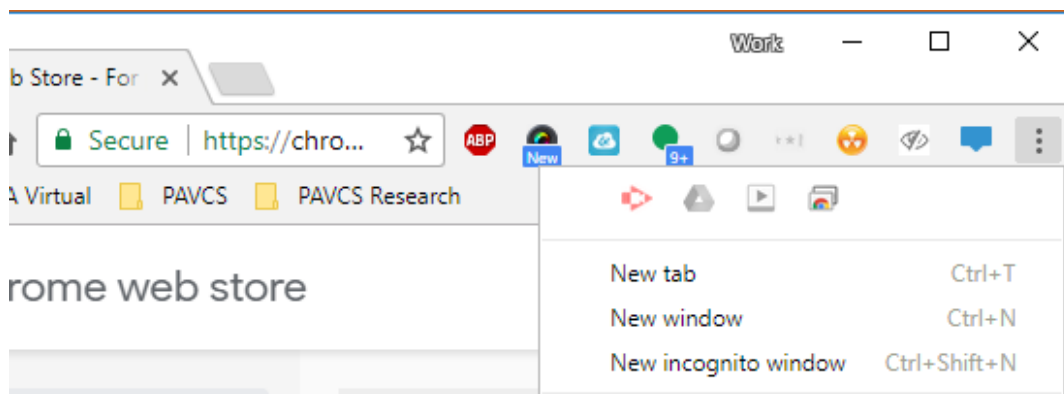 Work
b Store - For
Secure https://chro... ABP New 9+
A Virtual PAVCS PAVCS Research
rome web store
New tab Ctrl+T
New window Ctrl+N
New incognito window Ctrl+Shift+N